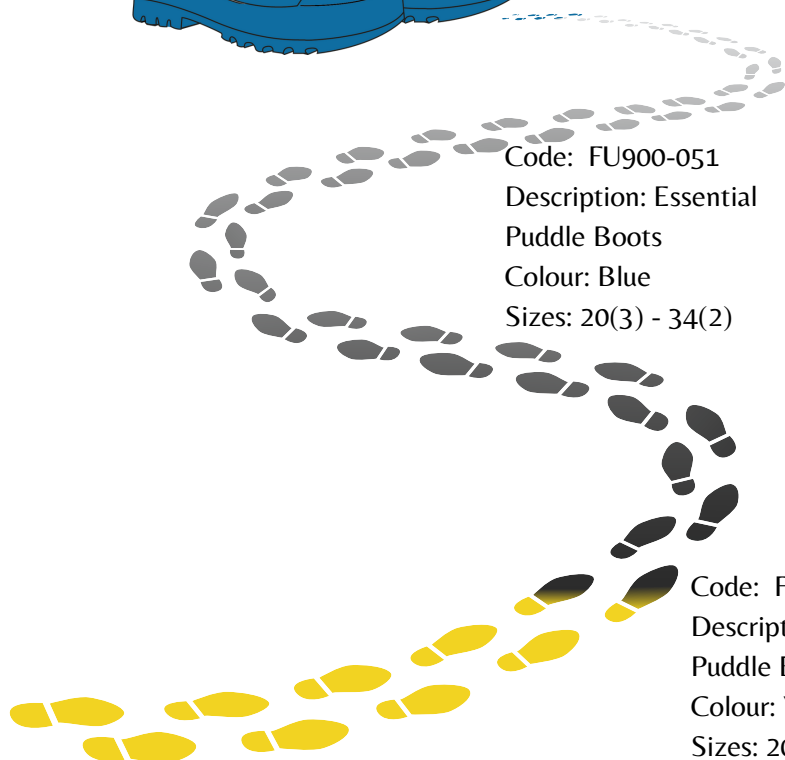 Code: FU900-051
Description: Essential
Puddle Boots
Colour: Blue
Sizes: 20(3) - 34(2)
Code:
Puddle
Colour:
Sizes: